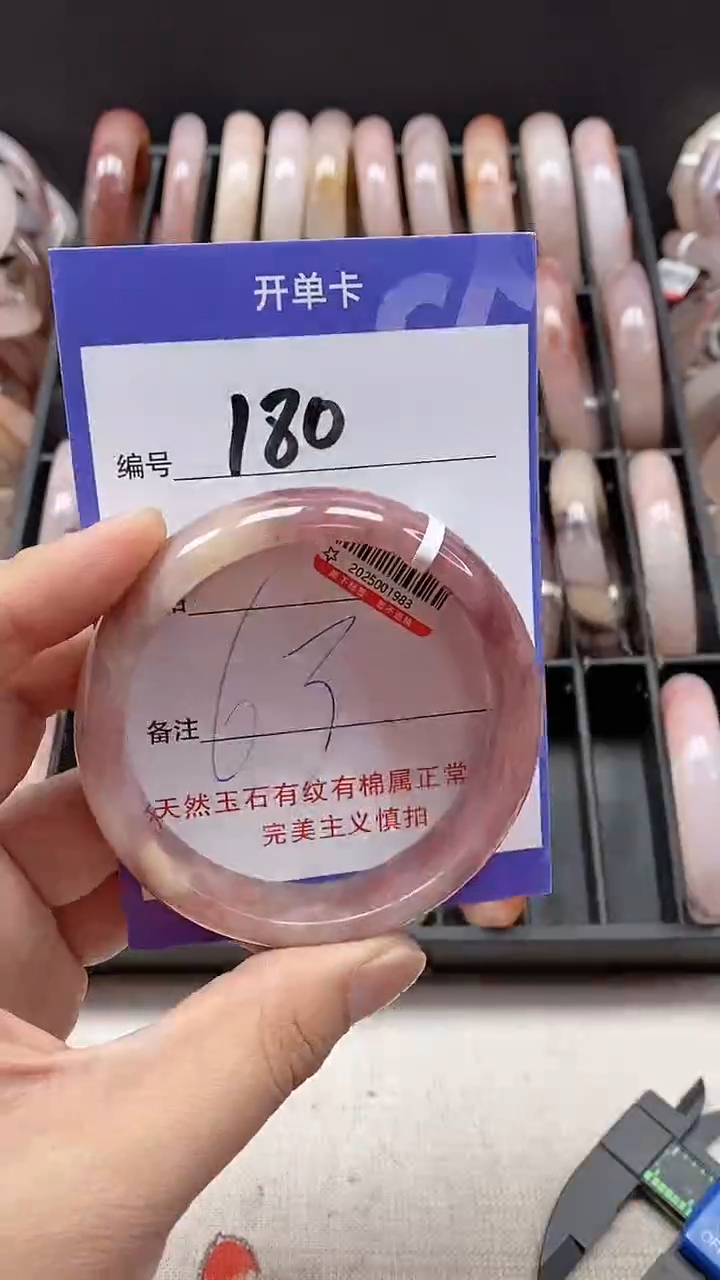 开单卡
编号 180
2025001983
63
备注
※天然玉石有纹有棉属正常
完美主义慎拍